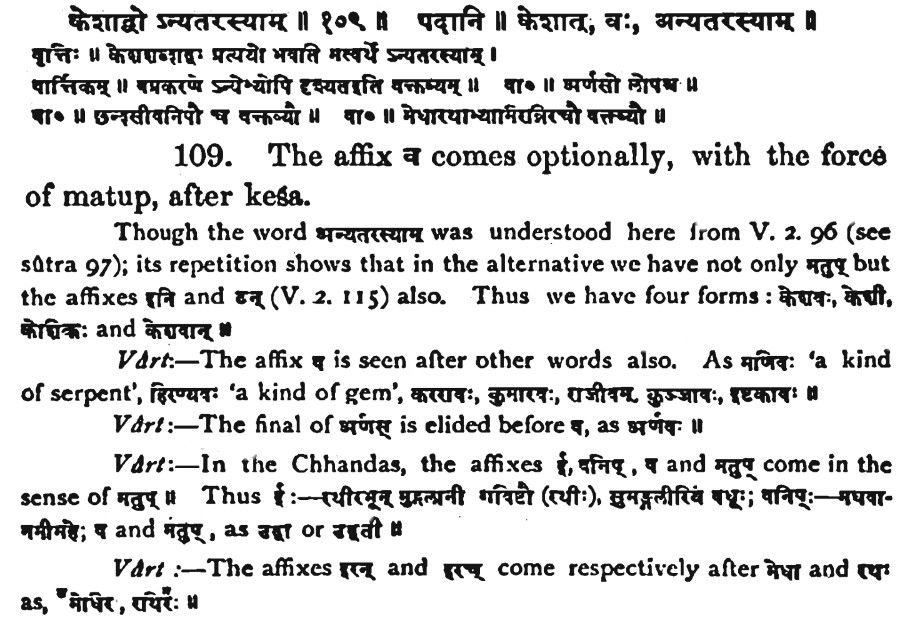 केशाद्वो ऽन्यतरस्याम् ॥ १०९ ॥ पदानि ॥ केशात्, वः, अन्यतरस्याम् ॥
वृत्तिः ॥ केशशब्दाद्वः प्रत्ययो भवति मत्वर्थे ऽन्यतरस्याम् ।
वार्त्तिकम् ॥ वप्रकरणे ऽन्येभ्योपि दृश्यतइति वक्तव्यम् ॥ वा० ॥ अर्णसो लोपश्च ॥
वा० ॥ छन्दसीवनिपौ च वक्तव्यौ ॥ वा० ॥ मेधारथाभ्यामिरन्निरचौ वक्तव्यौ ॥
109. The affix व comes optionally, with the force
of matup, after keśa.
Though the word अन्यतरस्याम् was understood here from V. 2. 96 (see
sûtra 97); its repetition shows that in the alternative we have not only मतुप् but
the affixes इनि and ठन् (V. 2. 115) also. Thus we have four forms : केशवः, केशी,
केशिकः and केशवान् ॥
Vârt:—The affix व is seen after other words also. As मणिवः 'a kind
of serpent', हिरण्यवः 'a kind of gem', कररावः, कुमारवः, राजीवम्, कुञ्जावः, इष्टकावः ॥
Vârt:—The final of अर्णस् is elided before व, as अर्णवः ॥
Vârt:—In the Chhandas, the affixes ई, वनिप्, व and मतुप् come in the
sense of मतुप् ॥ Thus ई :—रथीरभून् मुद्गलानी गविष्टौ (रथीः), सुमङ्गलीरियं वधूः; वनिप्:—मघवा-
नमीमहे; व and मतुप्, as उद्वा or उद्वती ॥
Vârt :—The affixes इरन् and इरच् come respectively after मेधा and रथः
as, मेधिर, रथिरः ॥